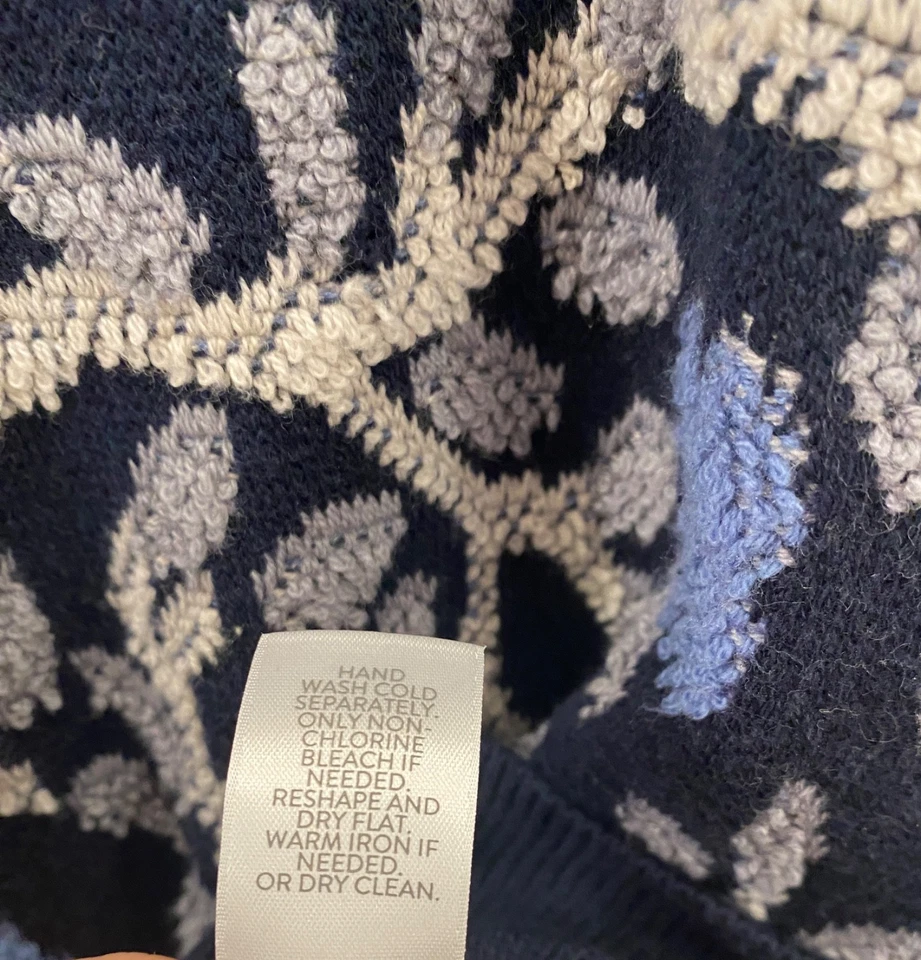 HAND
WASH COLD
SEPARATELY.
ONLY NON-
CHLORINE
BLEACH IF
NEEDED.
RESHAPE AND
DRY FLAT.
WARM IRON IF
NEEDED.
OR DRY CLEAN.